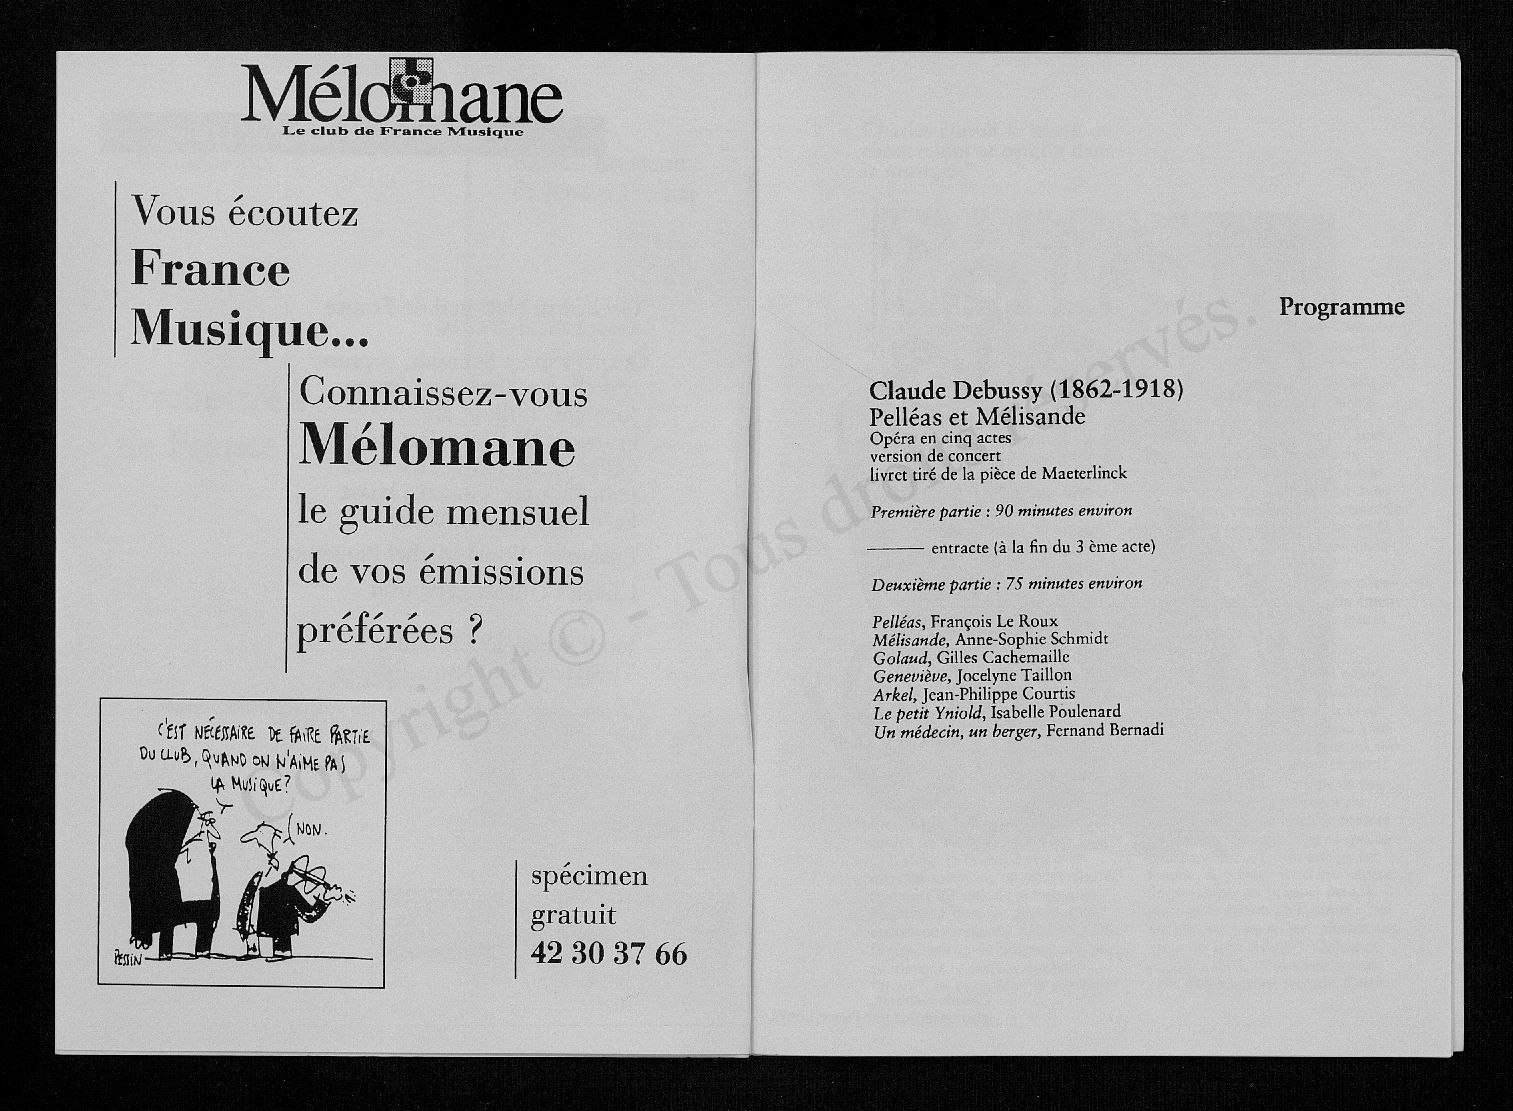 Mélomane
Le club de France Musique
Vous écoutez
France
Musique...
Connaissez-vous
Mélomane
le guide mensuel
de vos émissions
préférées ?
C'EST NÉCESSAIRE DE FAIRE PARTIE
DU CLUB, QUAND ON N'AIME PAS
LA MUSIQUE?
NON.
PESSIN
spécimen
gratuit
42 30 37 66
Programme
Claude Debussy (1862-1918)
Pelléas et Mélisande
Opéra en cinq actes
version de concert
livret tiré de la pièce de Maeterlinck
Première partie : 90 minutes environ
entracte (à la fin du 3 ème acte)
Deuxième partie : 75 minutes environ
Pelléas, François Le Roux
Mélisande, Anne-Sophie Schmidt
Golaud, Gilles Cachemaille
Geneviève, Jocelyne Taillon
Arkel, Jean-Philippe Courtis
Le petit Yniold, Isabelle Poulenard
Un médecin, un berger, Fernand Bernadi
Copyright © - Tous droits réservés.